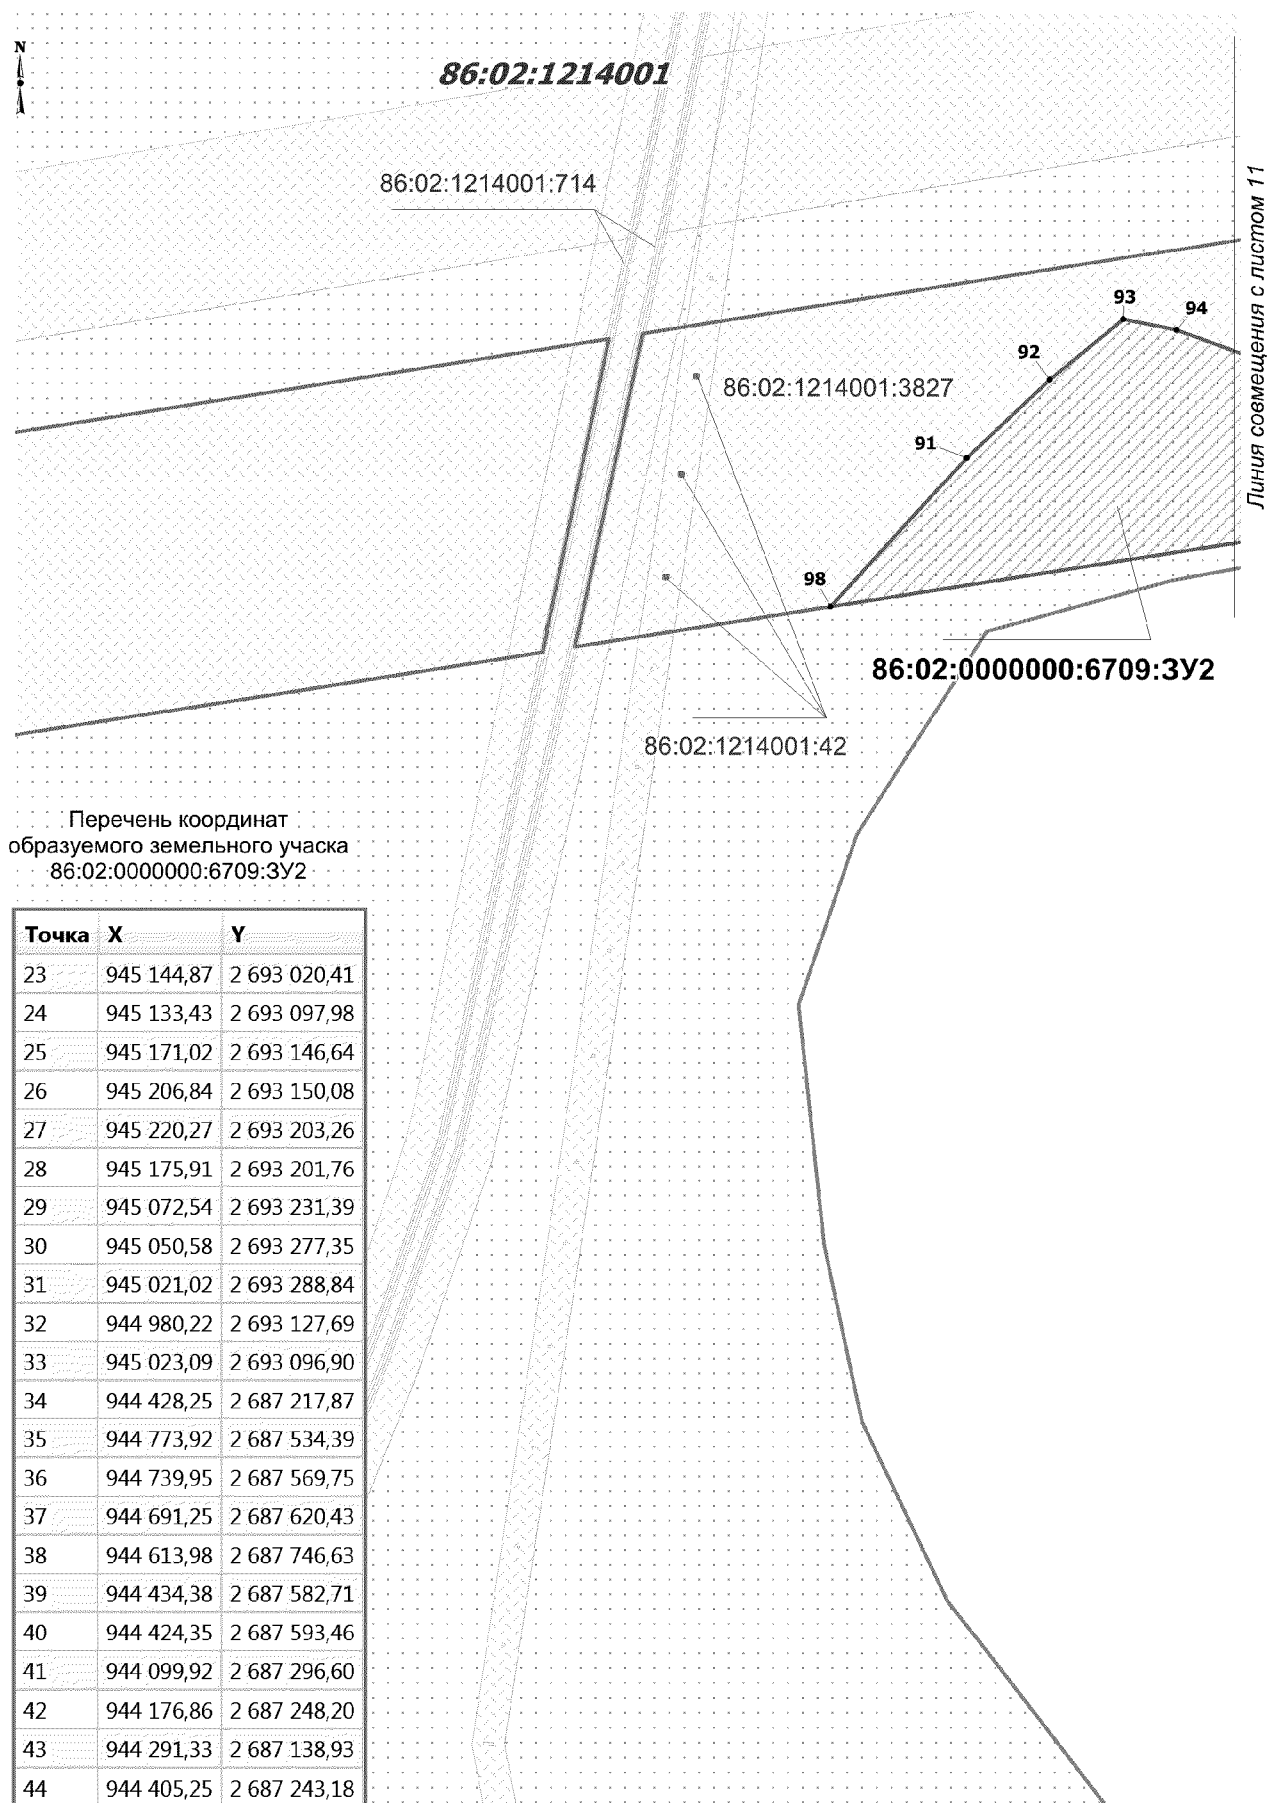 N
86:02:1214001
86:02:1214001:714
Линия совмещения с листом 11
93
94
92
86:02:1214001:3827
91
98
86:02:0000000:6709:ЗУ2
86:02:1214001:42
Перечень координат
образуемого земельного учаска
86:02:0000000:6709:ЗУ2
Точка X Y
23 945 144,87 2 693 020,41
24 945 133,43 2 693 097,98
25 945 171,02 2 693 146,64
26 945 206,84 2 693 150,08
27 945 220,27 2 693 203,26
28 945 175,91 2 693 201,76
29 945 072,54 2 693 231,39
30 945 050,58 2 693 277,35
31 945 021,02 2 693 288,84
32 944 980,22 2 693 127,69
33 945 023,09 2 693 096,90
34 944 428,25 2 687 217,87
35 944 773,92 2 687 534,39
36 944 739,95 2 687 569,75
37 944 691,25 2 687 620,43
38 944 613,98 2 687 746,63
39 944 434,38 2 687 582,71
40 944 424,35 2 687 593,46
41 944 099,92 2 687 296,60
42 944 176,86 2 687 248,20
43 944 291,33 2 687 138,93
44 944 405,25 2 687 243,18